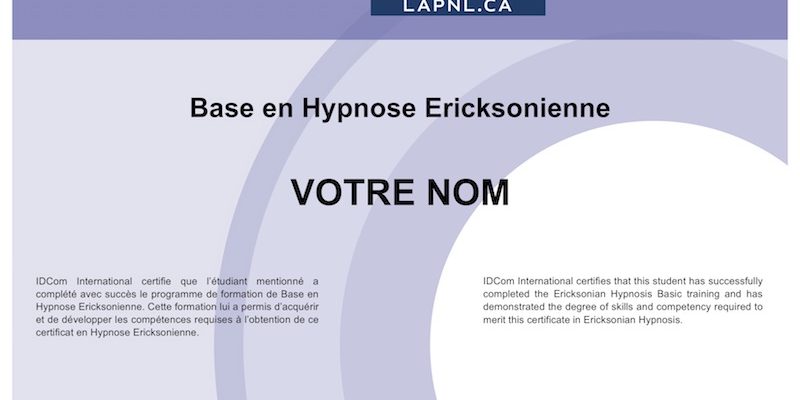 LAPNL.CA
Base en Hypnose Ericksonienne
VOTRE NOM
IDCom International certifie que l’étudiant mentionné a
complété avec succès le programme de formation de Base en
Hypnose Ericksonienne. Cette formation lui a permis d’acquérir
et de développer les compétences requises à l’obtention de ce
certificat en Hypnose Ericksonienne.
IDCom International certifies that this student has successfully
completed the Ericksonian Hypnosis Basic training and has
demonstrated the degree of skills and competency required to
merit this certificate in Ericksonian Hypnosis.